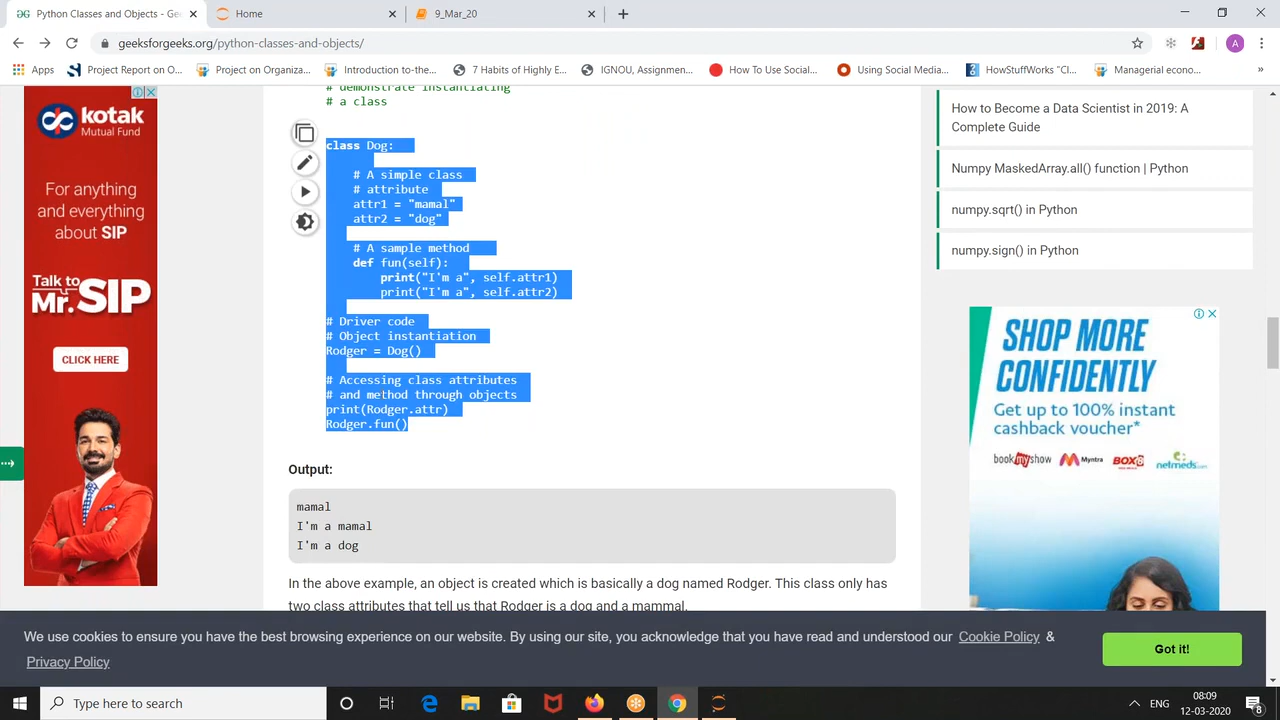 Python Classes and Objects - Ge
Home
9_Mar_20
geeksforgeeks.org/python-classes-and-objects/
A
Apps
Project Report on O...
Project on Organiza...
Introduction to-the...
7 Habits of Highly E...
IGNOU, Assignmen...
How To Use Social...
Using Social Media...
HowStuffWorks "Cl...
Managerial econo...
»
kotak
Mutual Fund
For anything
and everything
about SIP
Talk to
Mr. SIP
CLICK HERE
# demonstrate instantiating
# a class
class Dog:
# A simple class
# attribute
attr1 = "mamal"
attr2 = "dog"
# A sample method
def fun(self):
print("I'm a", self.attr1)
print("I'm a", self.attr2)
# Driver code
# Object instantiation
Rodger = Dog()
# Accessing class attributes
# and method through objects
print(Rodger.attr)
Rodger.fun()
Output:
mamal
I'm a mamal
I'm a dog
In the above example, an object is created which is basically a dog named Rodger. This class only has
two class attributes that tell us that Rodger is a dog and a mammal.
How to Become a Data Scientist in 2019: A
Complete Guide
Numpy MaskedArray.all() function | Python
numpy.sqrt() in Python
numpy.sign() in Python
SHOP MORE
CONFIDENTLY
Get up to 100% instant
cashback voucher*
bookmyshow
Myntra
BOX8
netmeds.com
We use cookies to ensure you have the best browsing experience on our website. By using our site, you acknowledge that you have read and understood our Cookie Policy &
Privacy Policy
Got it!
Type here to search
ENG
08:09
12-03-2020
8